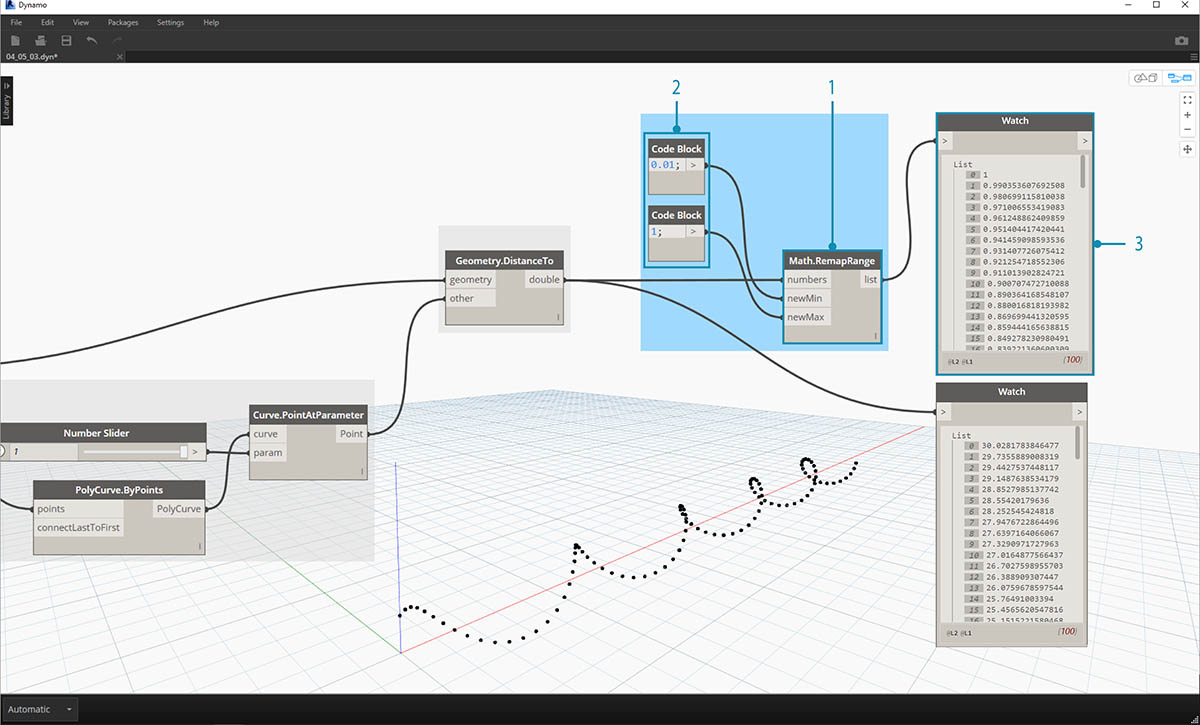 Dynamo
File Edit View Packages Settings Help
04_05_03.dyn*
Library
2
1
3
Code Block
0.01; >
Code Block
1; >
Math.RemapRange
numbers list
newMin
newMax
Geometry.DistanceTo
geometry double
other
Curve.PointAtParameter
curve Point
param
Number Slider
1 >
PolyCurve.ByPoints
points PolyCurve
connectLastToFirst
Watch
> >
List
0 1
1 0.990353607692508
2 0.980699115810038
3 0.971006553419083
4 0.961248862409859
5 0.951404417420441
6 0.941459098593536
7 0.931407726075412
8 0.921254718552306
9 0.911013902824721
10 0.900707472710088
11 0.890364168548107
12 0.880016818193982
13 0.869699441320595
14 0.859444165638815
15 0.849278230980491
16 0.839221360600309
@L2 @L1 {100}
Watch
> >
List
0 30.0281783846477
1 29.7355889008319
2 29.4427537448117
3 29.1487638534179
4 28.8527985137742
5 28.55420179636
6 28.252545424818
7 27.9476722864496
8 27.6397164066067
9 27.3290971727963
10 27.0164877566437
11 26.7027598955703
12 26.388909307447
13 26.0759678597544
14 25.76491003394
15 25.4565620547816
16 25.1515221580468
@L2 @L1 {100}
Automatic